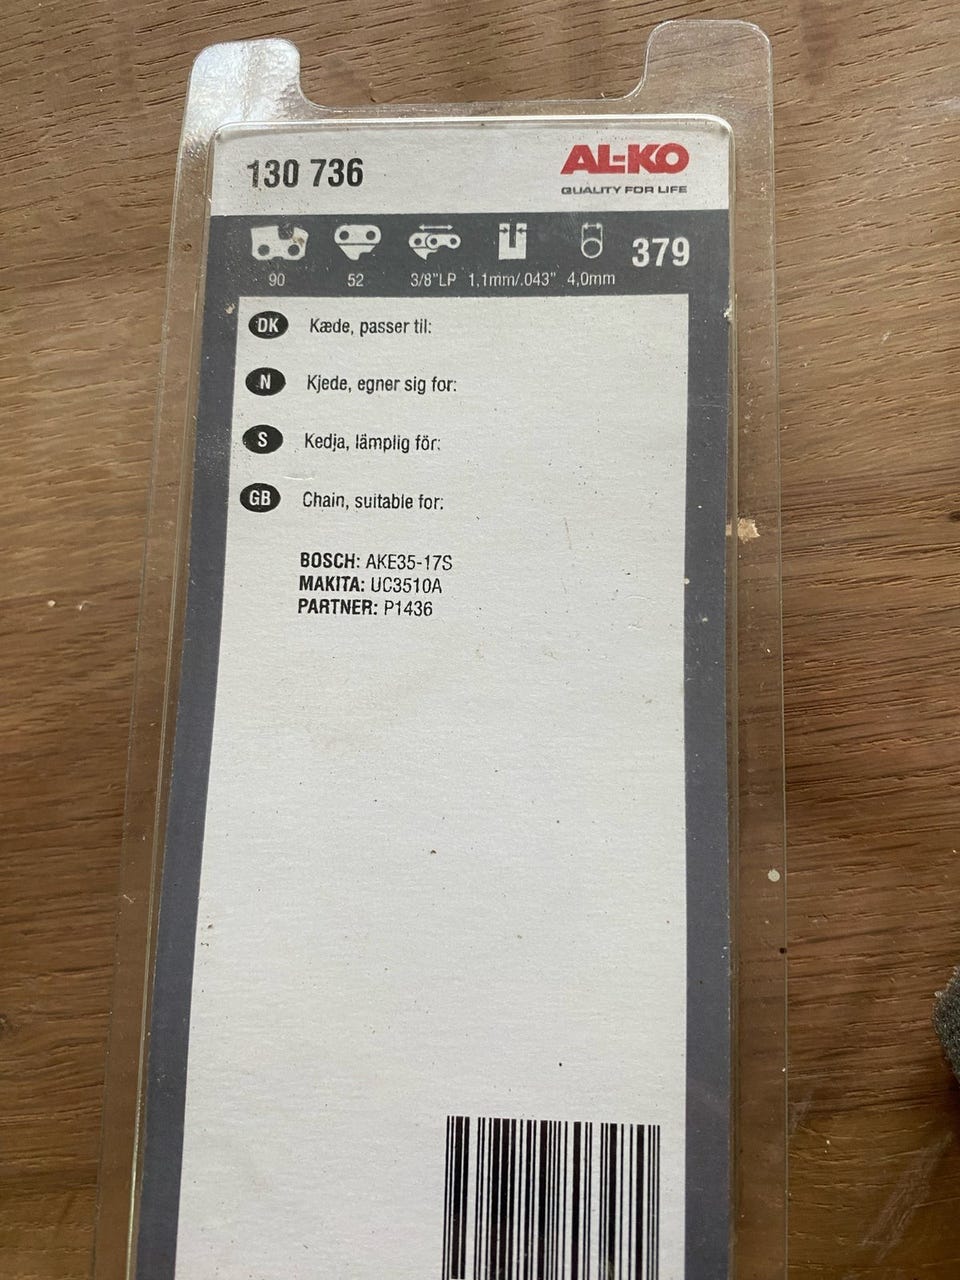 130 736
AL-KO
QUALITY FOR LIFE
90 52 3/8"LP 1,1mm/.043" 4,0mm 379
DK Kæde, passer til:
N Kjede, egner sig for:
S Kedja, lämplig för:
GB Chain, suitable for:
BOSCH: AKE35-17S
MAKITA: UC3510A
PARTNER: P1436